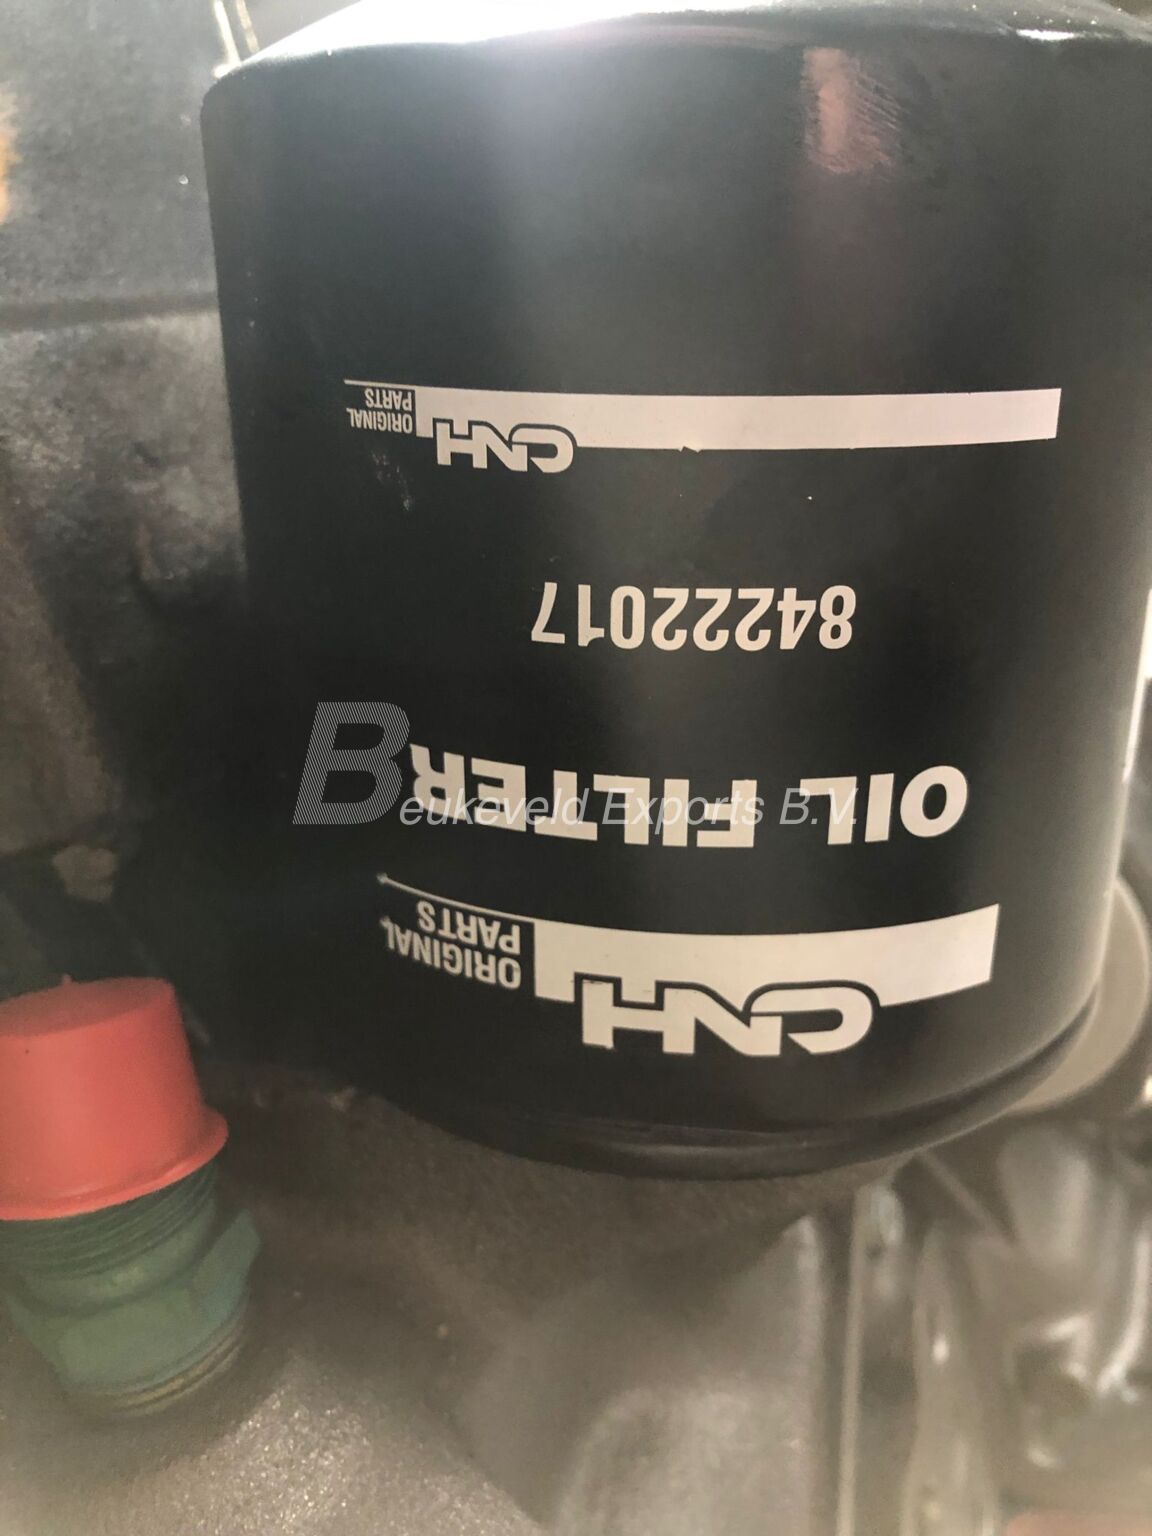 CNH
ORIGINAL
PARTS
OIL FILTER
84222017
CNH
ORIGINAL
PARTS
Beukeveld Exports B.V.